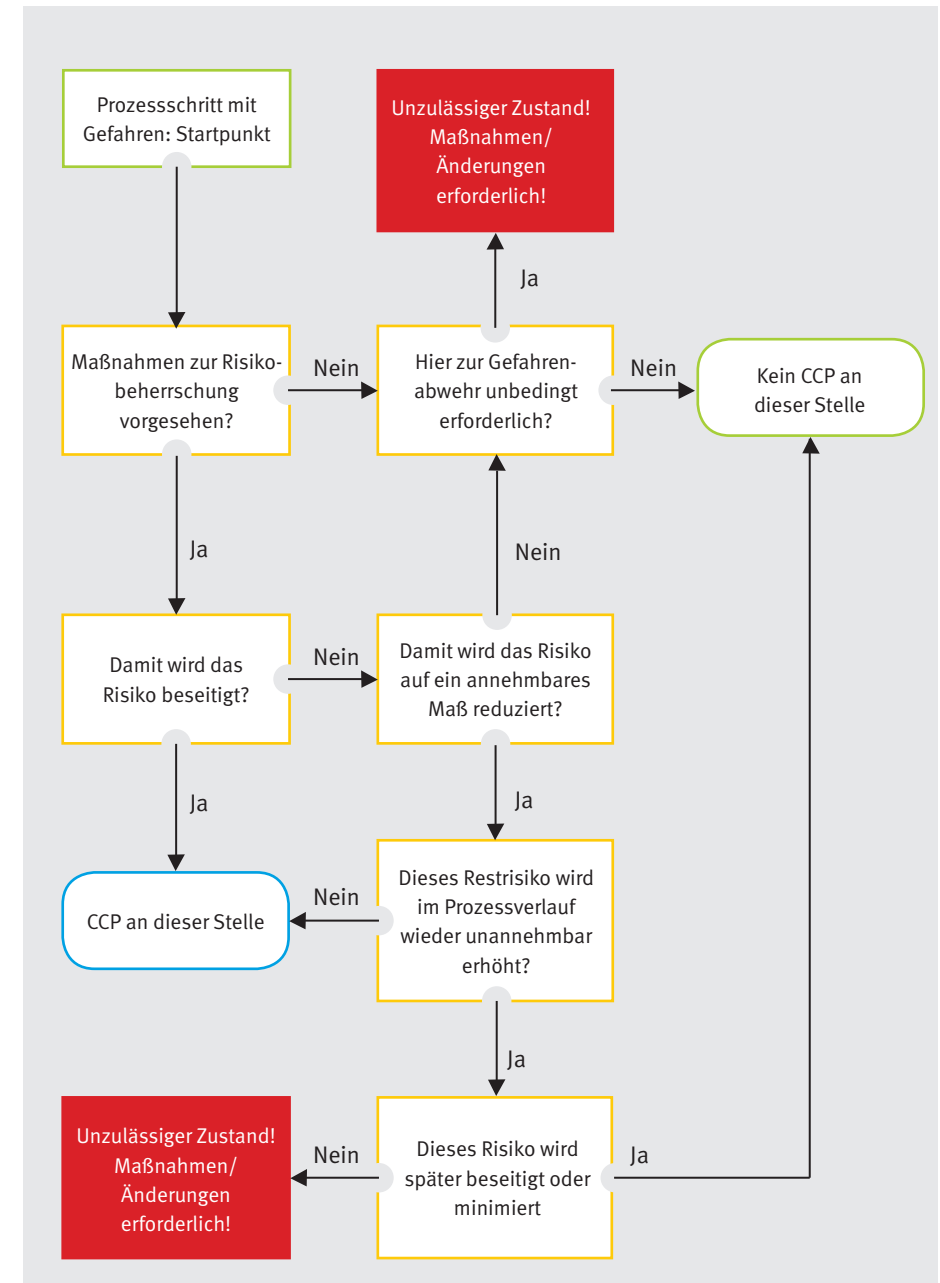 Prozessschritt mit
Gefahren: Startpunkt
Unzulässiger Zustand!
Maßnahmen/
Änderungen
erforderlich!
Ja
Maßnahmen zur Risiko-
beherrschung
vorgesehen?
Nein
Hier zur Gefahren-
abwehr unbedingt
erforderlich?
Nein
Kein CCP an
dieser Stelle
Ja
Nein
Damit wird das
Risiko beseitigt?
Nein
Damit wird das Risiko
auf ein annehmbares
Maß reduziert?
Ja
Ja
CCP an dieser Stelle
Nein
Dieses Restrisiko wird
im Prozessverlauf
wieder unannehmbar
erhöht?
Ja
Unzulässiger Zustand!
Maßnahmen/
Änderungen
erforderlich!
Nein
Dieses Risiko wird
später beseitigt oder
minimiert
Ja